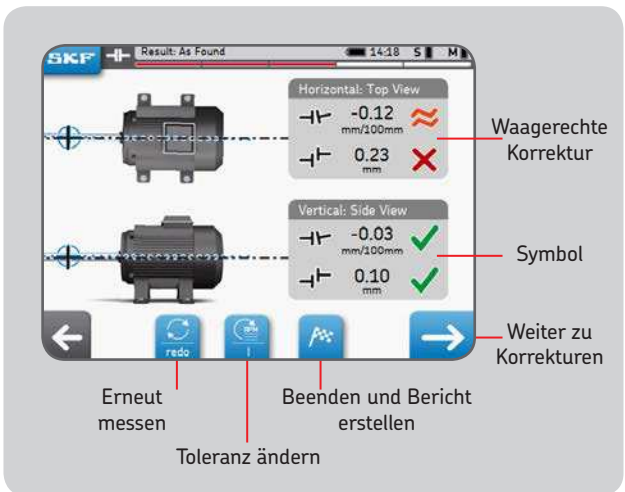 SKF
Result: As Found
14:18 S M
Horizontal: Top View
-0.12
mm/100mm
0.23
mm
Waagerechte
Korrektur
Vertical: Side View
-0.03
mm/100mm
0.10
mm
Symbol
redo
RPM
1
Weiter zu
Korrekturen
Erneut
messen
Beenden und Bericht
erstellen
Toleranz ändern